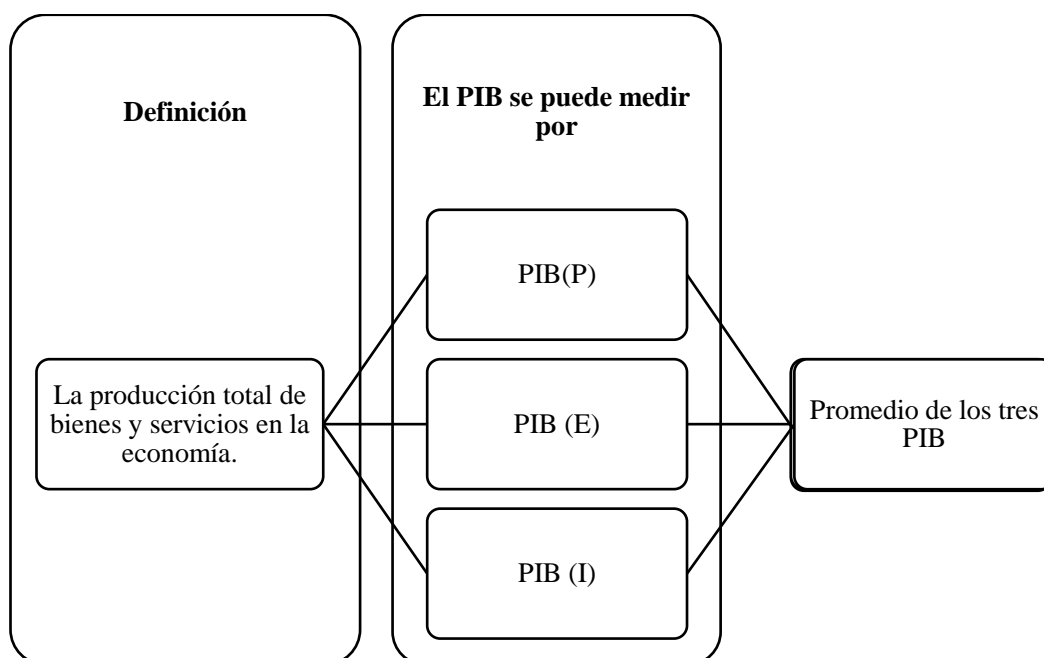 Definición
El PIB se puede medir
por
PIB(P)
La producción total de
bienes y servicios en la
economía.
PIB (E)
Promedio de los tres
PIB
PIB (I)